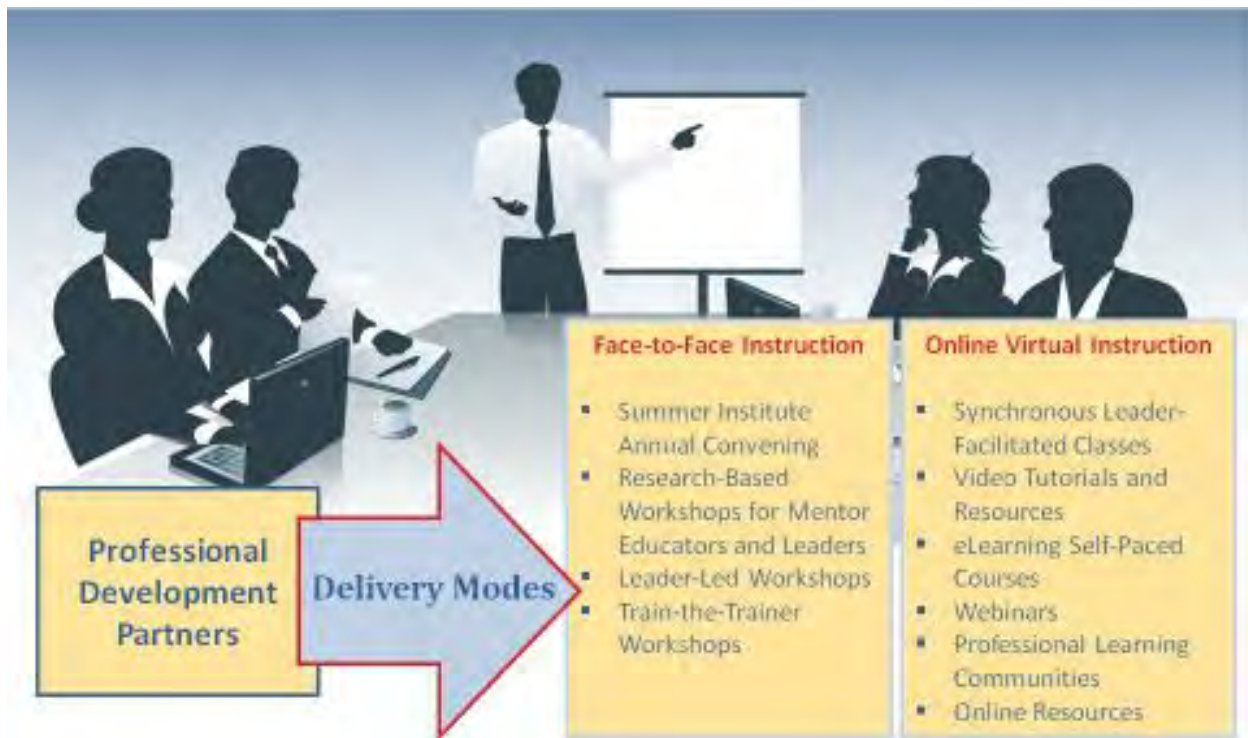 Professional
Development
Partners
Delivery Modes
Face-to-Face Instruction
▪ Summer Institute
Annual Convening
▪ Research-Based
Workshops for Mentor
Educators and Leaders
▪ Leader-Led Workshops
▪ Train-the-Trainer
Workshops
Online Virtual Instruction
▪ Synchronous Leader-
Facilitated Classes
▪ Video Tutorials and
Resources
▪ eLearning Self-Paced
Courses
▪ Webinars
▪ Professional Learning
Communities
▪ Online Resources